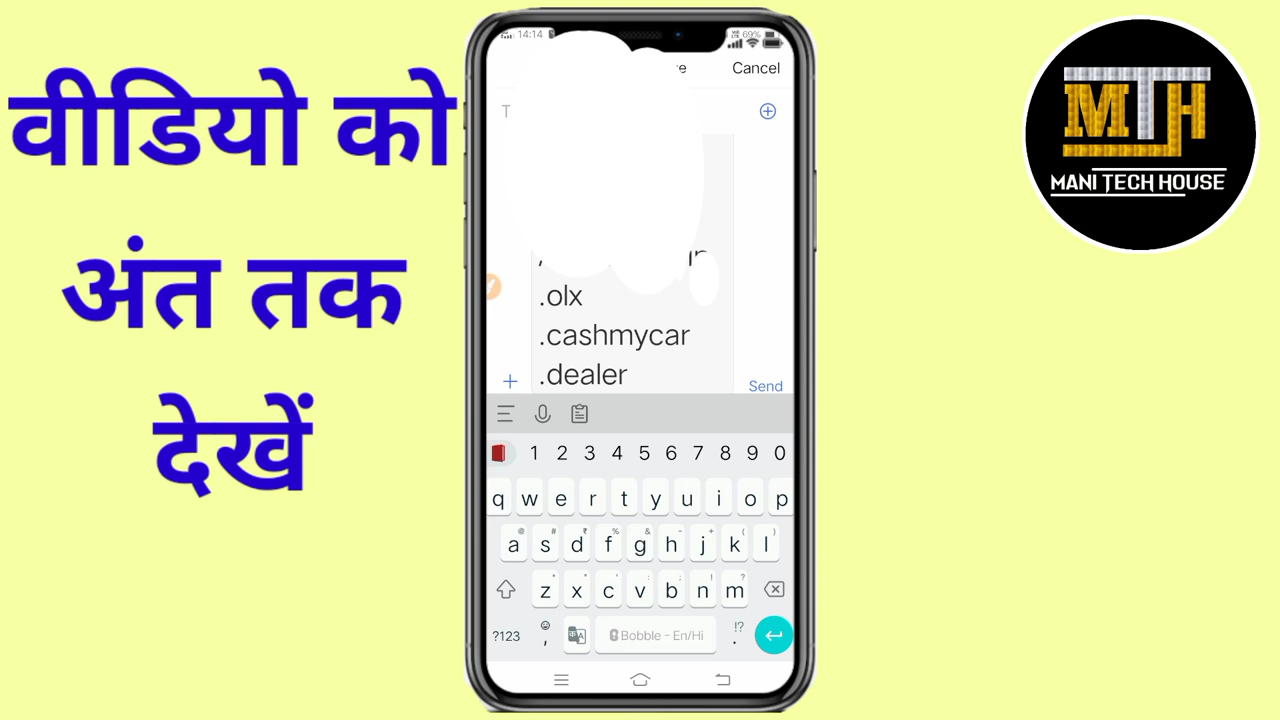 वीडियो को
अंत तक
देखें
14:14
69%
Cancel
T
.olx
.cashmycar
.dealer
Send
1 2 3 4 5 6 7 8 9 0
q w e r t y u i o p
@ # ₹ % & - + ( )
a s d f g h j k l
z x c v b n m
?123 , Bobble - En/Hi !? .
MTH
MANI TECH HOUSE